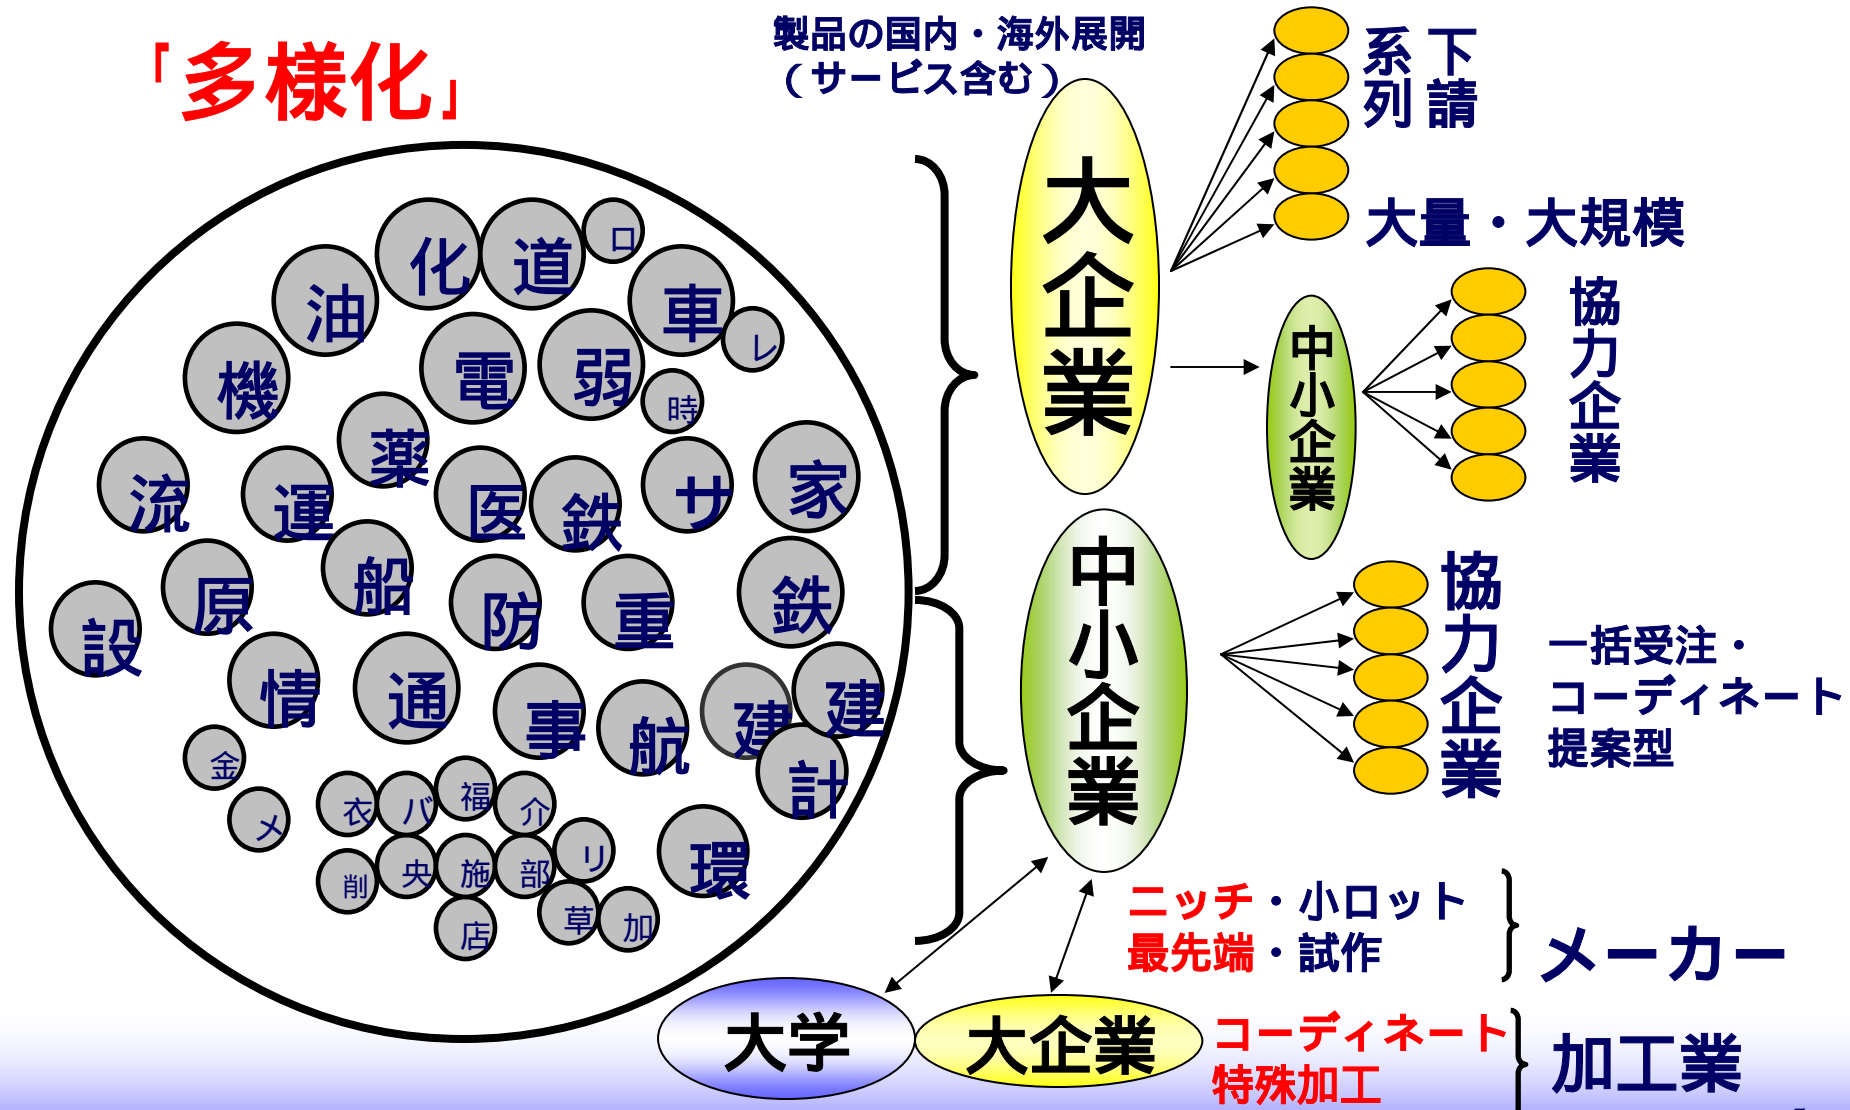 「多様化」
製品の国内・海外展開
（サービス含む）
系列
下請
大量・大規模
大企業
中小企業
協力企業
中小企業
協力企業
一括受注・
コーディネート
提案型
化
道
ロ
油
車
レ
機
電
弱
時
薬
流
運
医
鉄
サ
家
船
原
防
重
鉄
設
情
通
事
航
建
建
計
金
メ
衣
バ
福
介
リ
削
央
施
部
環
草
加
店
ニッチ・小ロット
最先端・試作
メーカー
大学
大企業
コーディネート
特殊加工
加工業